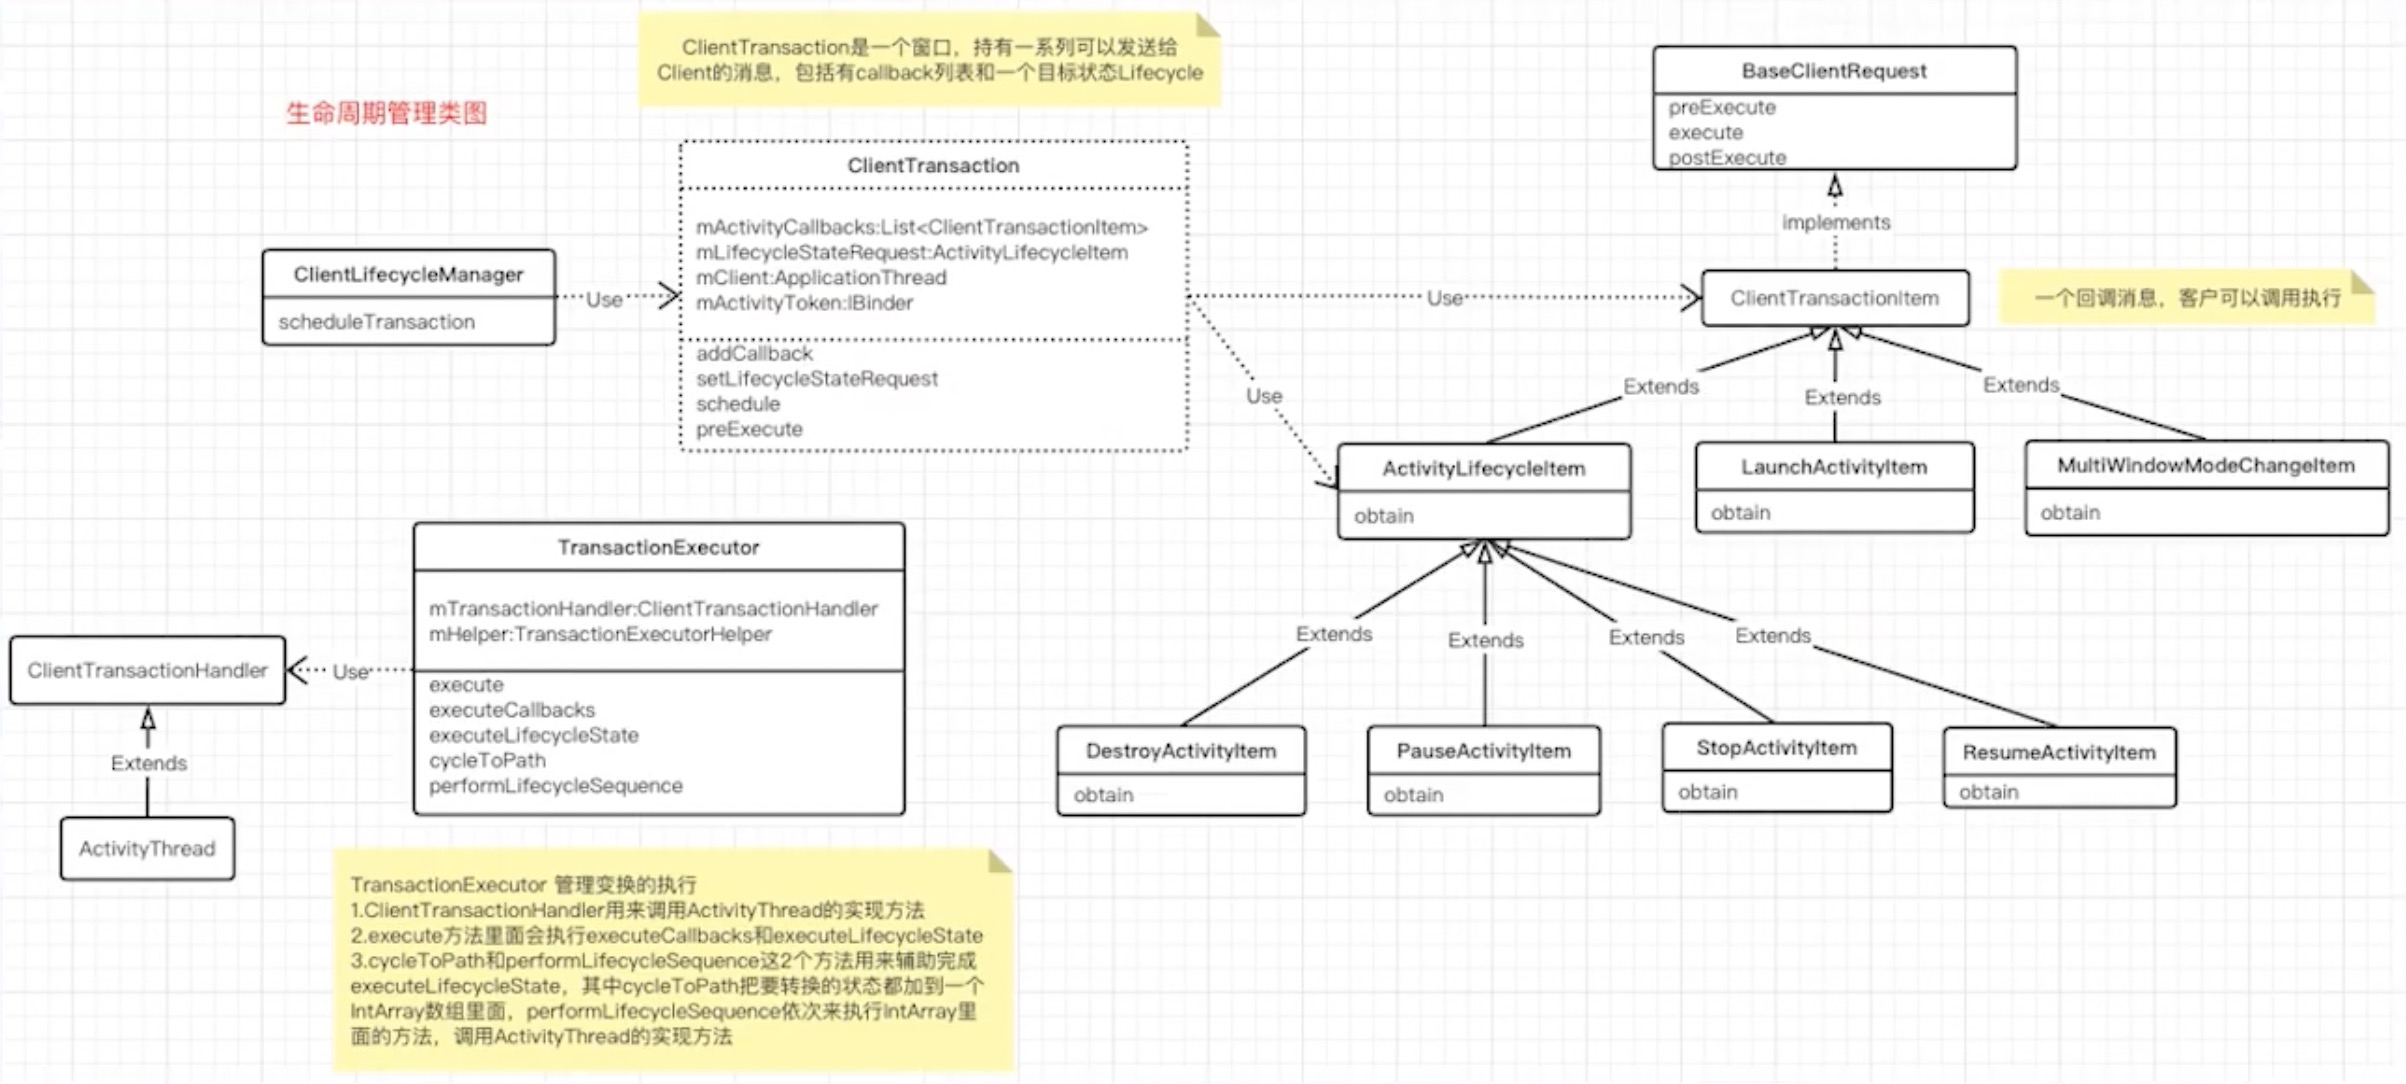 ClientTransaction是一个窗口，持有一系列可以发送给
Client的消息，包括有callback列表和一个目标状态Lifecycle
生命周期管理类图
BaseClientRequest
preExecute
execute
postExecute
implements
ClientTransaction
mActivityCallbacks:List<ClientTransactionItem>
mLifecycleStateRequest:ActivityLifecycleItem
mClient:ApplicationThread
mActivityToken:IBinder
addCallback
setLifecycleStateRequest
schedule
preExecute
ClientLifecycleManager
scheduleTransaction
Use
Use
Use
ClientTransactionItem
一个回调消息，客户可以调用执行
Extends
Extends
Extends
ActivityLifecycleItem
obtain
LaunchActivityItem
obtain
MultiWindowModeChangeItem
obtain
TransactionExecutor
mTransactionHandler:ClientTransactionHandler
mHelper:TransactionExecutorHelper
execute
executeCallbacks
executeLifecycleState
cycleToPath
performLifecycleSequence
ClientTransactionHandler
Use
Extends
ActivityThread
Extends
Extends
Extends
Extends
DestroyActivityItem
obtain
PauseActivityItem
obtain
StopActivityItem
obtain
ResumeActivityItem
obtain
TransactionExecutor 管理变换的执行
1.ClientTransactionHandler用来调用ActivityThread的实现方法
2.execute方法里面会执行executeCallbacks和executeLifecycleState
3.cycleToPath和performLifecycleSequence这2个方法用来辅助完成
executeLifecycleState，其中cycleToPath把要转换的状态都加到一个
IntArray数组里面，performLifecycleSequence依次来执行IntArray里
面的方法，调用ActivityThread的实现方法